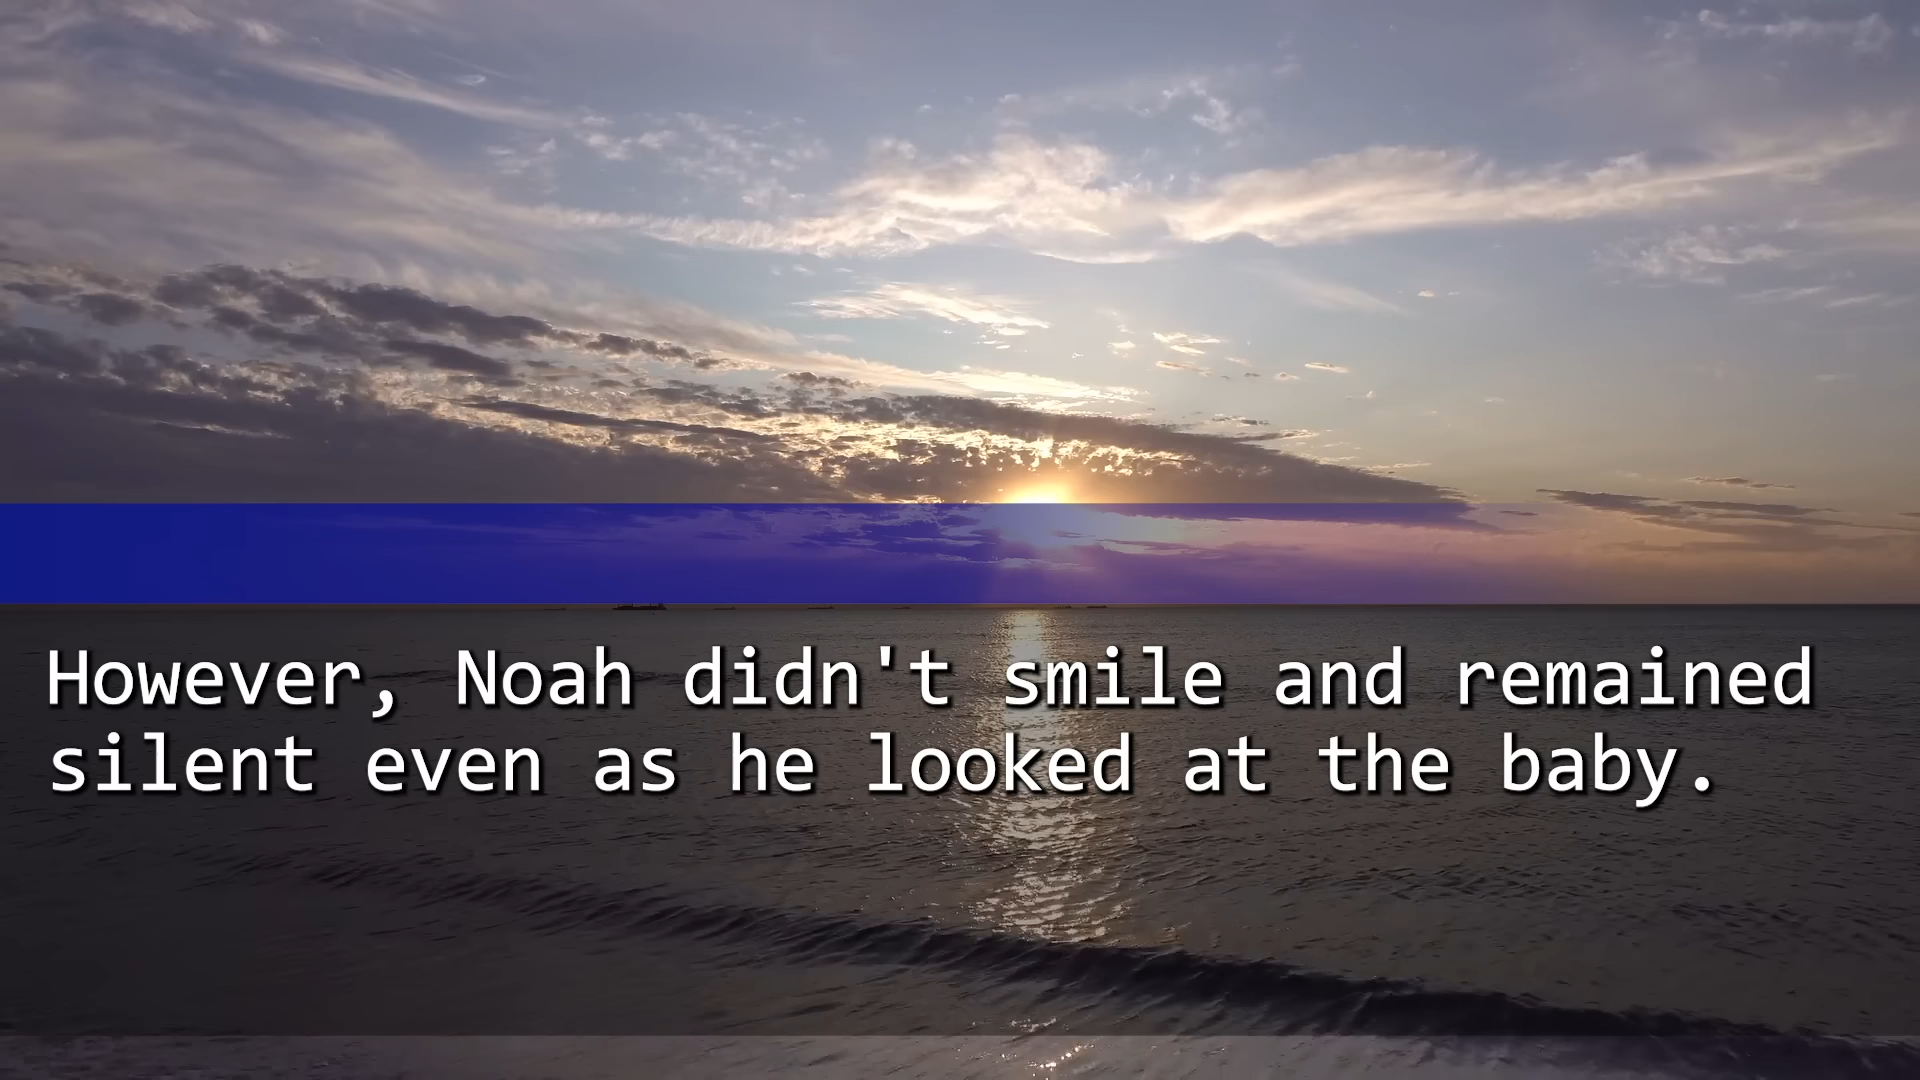 However, Noah didn't smile and remained
silent even as he looked at the baby.